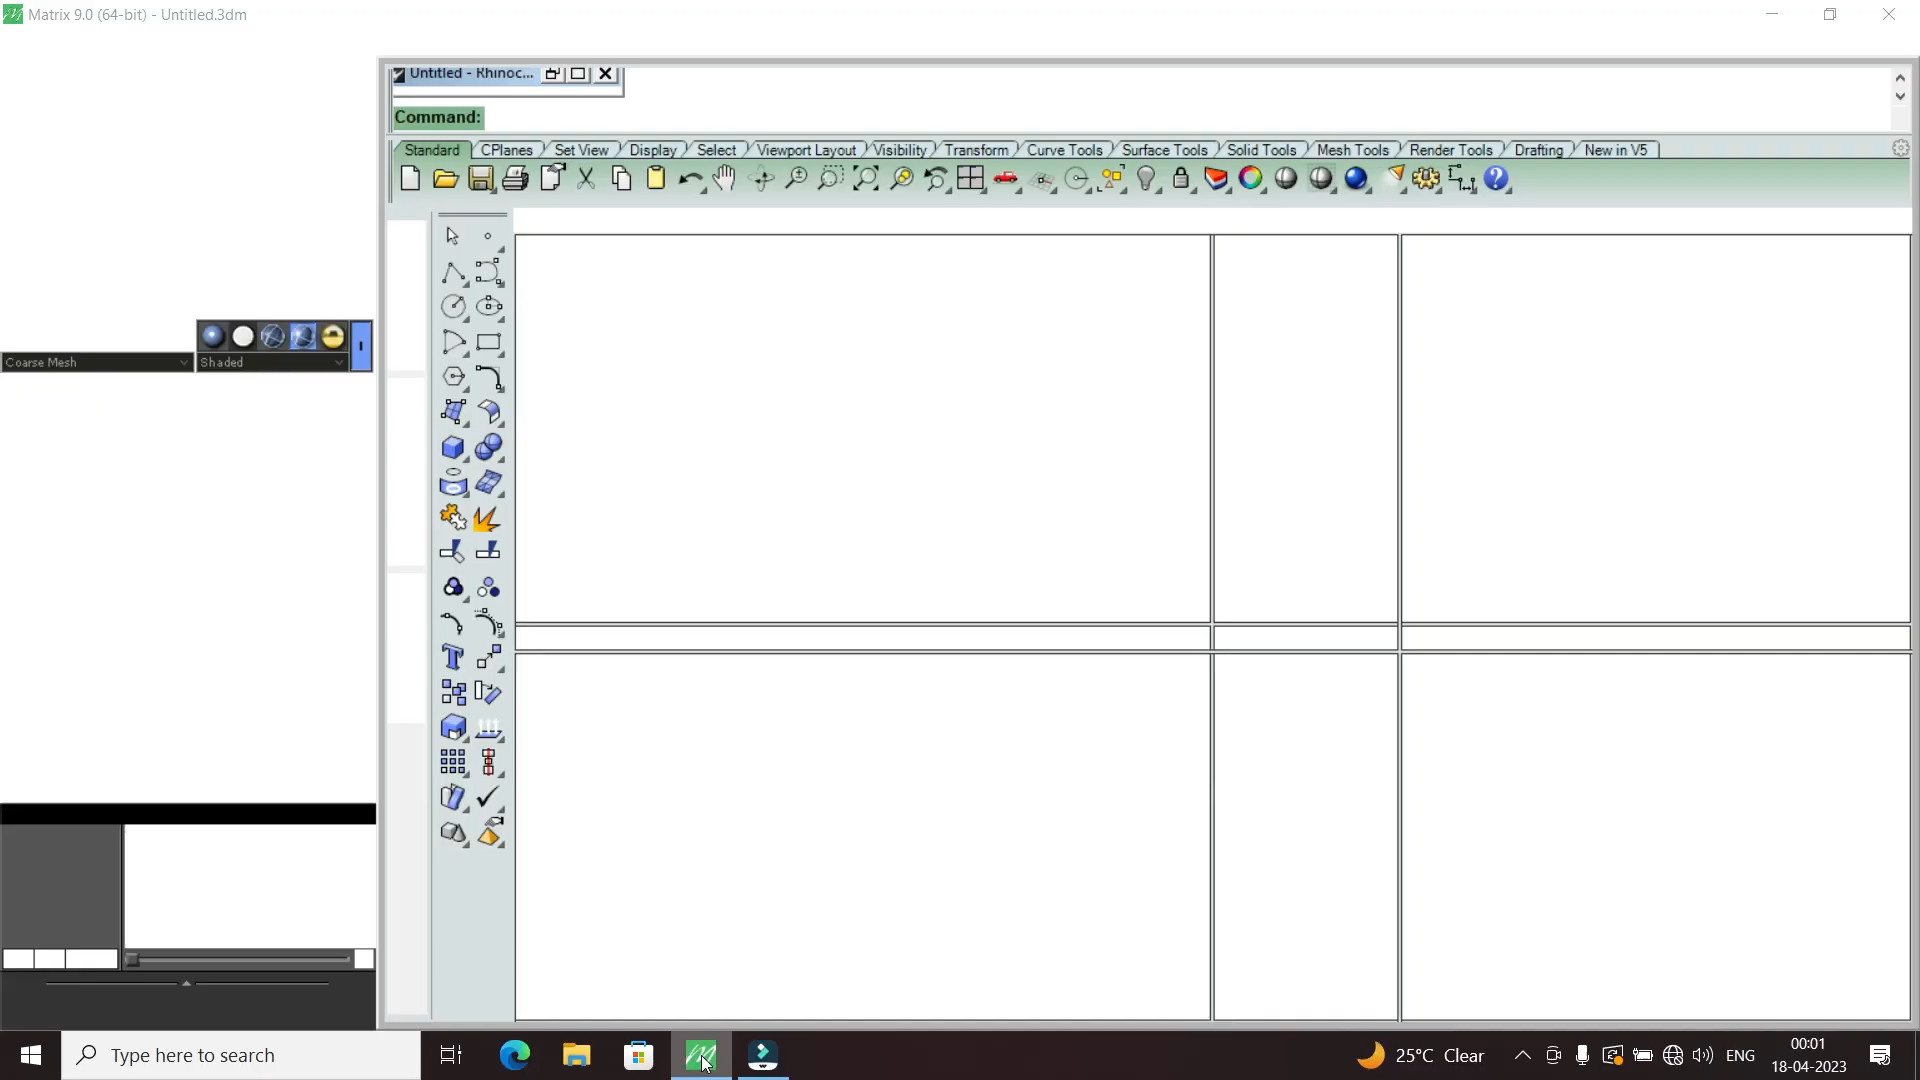 Matrix 9.0 (64-bit) - Untitled.3dm
Untitled - Rhinoc...
Command:
Standard CPlanes Set View Display Select Viewport Layout Visibility Transform Curve Tools Surface Tools Solid Tools Mesh Tools Render Tools Drafting New in V5
Coarse Mesh Shaded
Type here to search
25°C Clear
ENG
00:01
18-04-2023